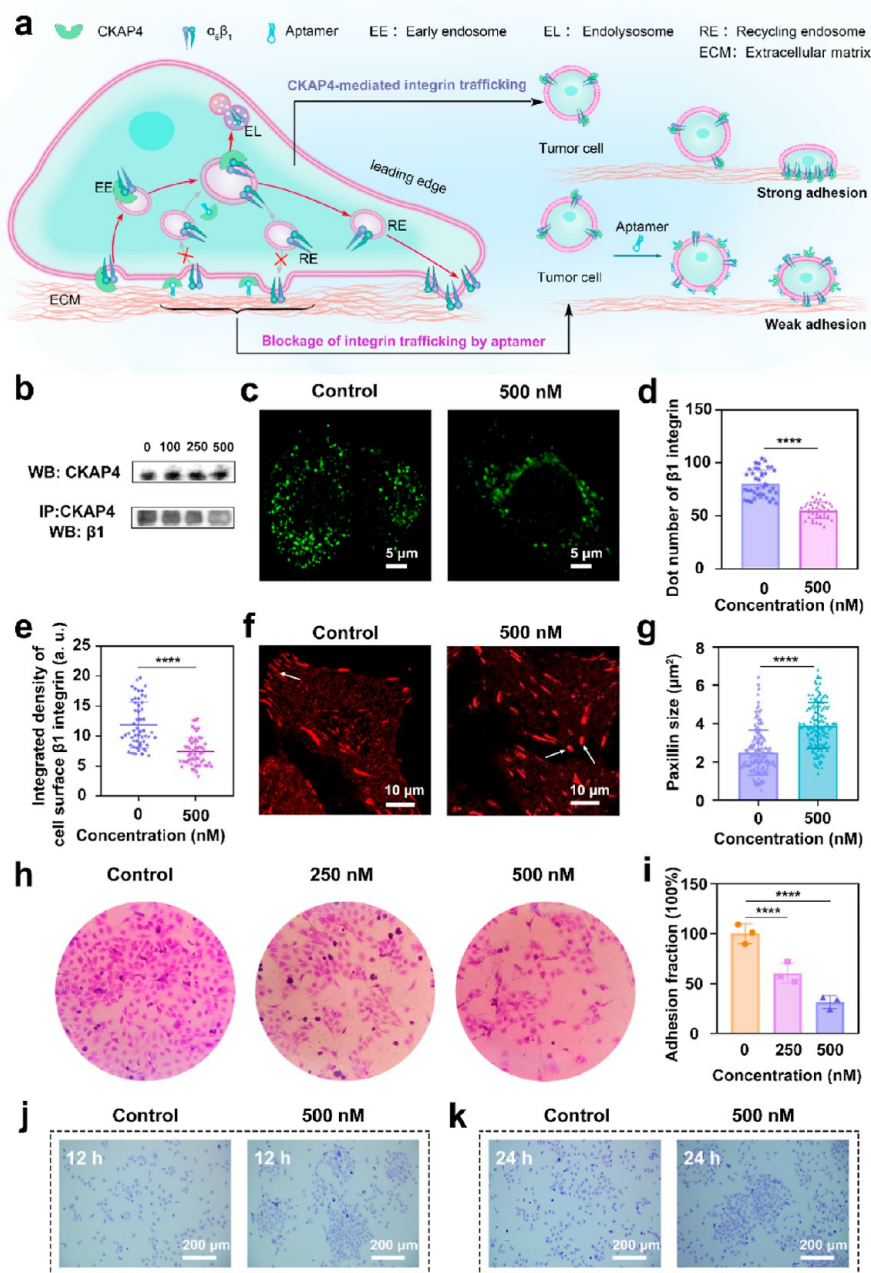 a
CKAP4
α5β1
Aptamer
EE： Early endosome
EL： Endolysosome
RE： Recycling endosome
ECM： Extracellular matrix
CKAP4-mediated integrin trafficking
EL
leading edge
EE
RE
RE
ECM
Tumor cell
Strong adhesion
Aptamer
Tumor cell
Weak adhesion
Blockage of integrin trafficking by aptamer
b
0 100 250 500
WB: CKAP4
IP:CKAP4
WB: β1
c
Control
500 nM
5 μm
5 μm
d
Dot number of β1 integrin
150
100
50
0
****
0
500
Concentration (nM)
e
Integrated density of
cell surface β1 integrin (a. u.)
25
20
15
10
5
0
****
0
500
Concentration (nM)
f
Control
500 nM
10 μm
10 μm
g
Paxillin size (μm²)
8
6
4
2
0
****
0
500
Concentration (nM)
h
Control
250 nM
500 nM
i
Adhesion fraction (100%)
150
100
50
0
****
****
0
250
500
Concentration (nM)
j
Control
500 nM
12 h
200 μm
12 h
200 μm
k
Control
500 nM
24 h
200 μm
24 h
200 μm